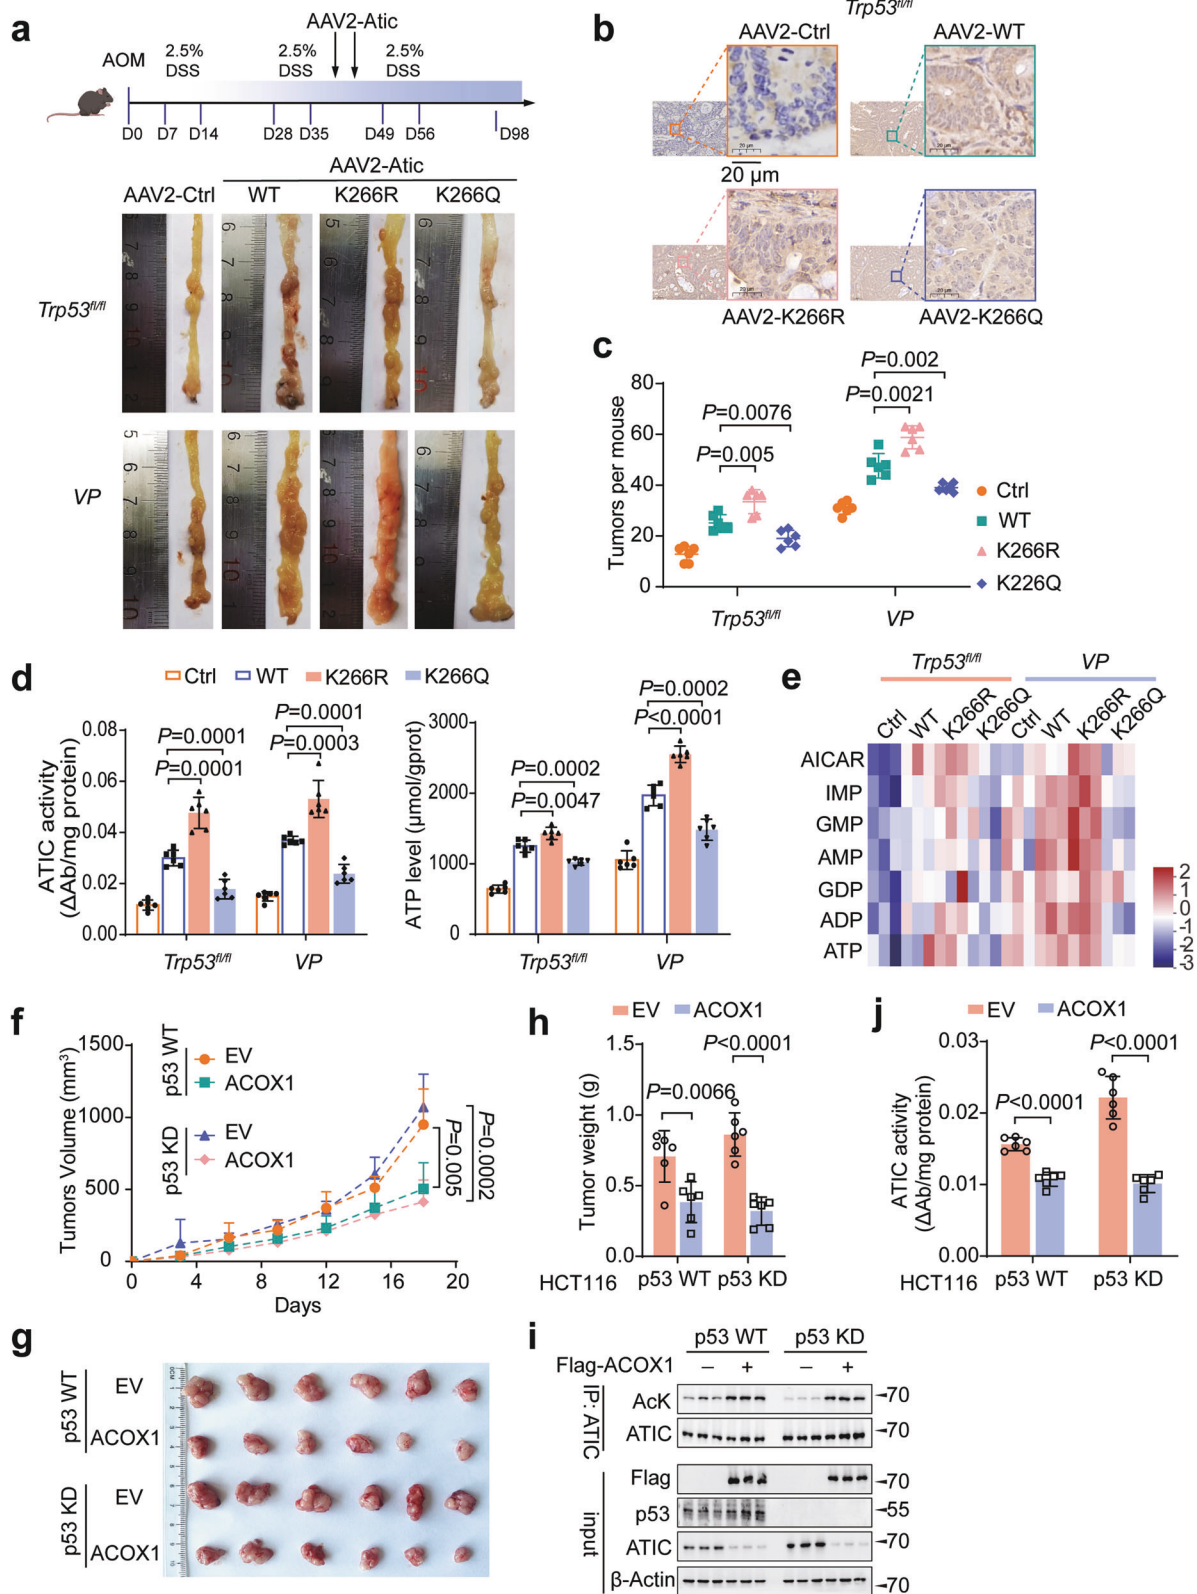 a
AAV2-Atic
AOM
2.5% DSS
2.5% DSS
2.5% DSS
D0 D7 D14 D28 D35 D49 D56 D98
AAV2-Atic
AAV2-Ctrl WT K266R K266Q
Trp53fl/fl
VP
b
Trp53fl/fl
AAV2-Ctrl AAV2-WT
20 µm
AAV2-K266R AAV2-K266Q
c
Tumors per mouse
80
60
40
20
0
P=0.0076
P=0.005
P=0.002
P=0.0021
Trp53fl/fl VP
Ctrl
WT
K266R
K226Q
d
Ctrl WT K266R K266Q
ATIC activity
(ΔAb/mg protein)
0.08
0.06
0.04
0.02
0.00
P=0.0001
P=0.0001
P=0.0001
P=0.0003
Trp53fl/fl VP
ATP level (µmol/gprot)
3000
2000
1000
0
P=0.0002
P=0.0047
P=0.0002
P<0.0001
Trp53fl/fl VP
e
Trp53fl/fl VP
Ctrl WT K266R K266Q Ctrl WT K266R K266Q
AICAR
IMP
GMP
AMP
GDP
ADP
ATP
2
1
0
-1
-2
-3
f
Tumors Volume (mm3)
1500
1000
500
0
0 4 8 12 16 20
Days
p53 WT
EV
ACOX1
p53 KD
EV
ACOX1
P=0.005
P=0.0002
g
p53 WT
EV
ACOX1
p53 KD
EV
ACOX1
h
EV ACOX1
Tumor weight (g)
1.5
1.0
0.5
0.0
P=0.0066
P<0.0001
HCT116 p53 WT p53 KD
i
p53 WT p53 KD
Flag-ACOX1 – + – +
IP: ATIC
AcK 70
ATIC 70
input
Flag 70
p53 55
ATIC 70
β-Actin 70
j
EV ACOX1
ATIC activity
(ΔAb/mg protein)
0.03
0.02
0.01
0.00
P<0.0001
P<0.0001
HCT116 p53 WT p53 KD